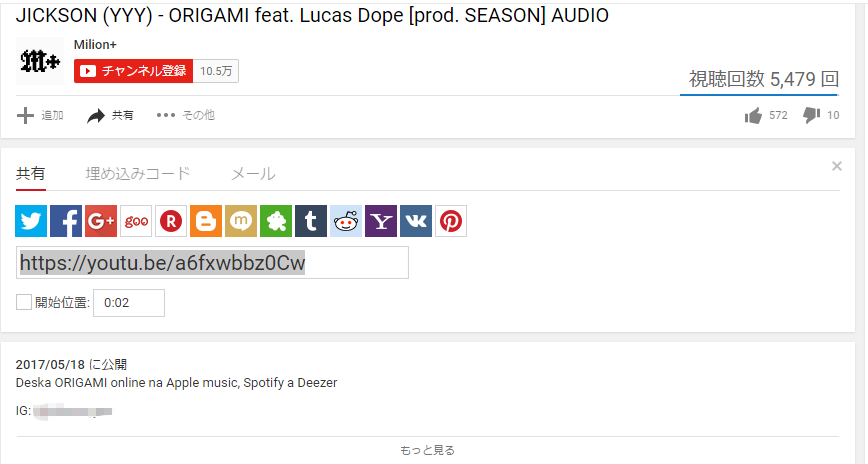 JICKSON (YYY) - ORIGAMI feat. Lucas Dope [prod. SEASON] AUDIO
Milion+
チャンネル登録 10.5万
視聴回数 5,479 回
追加 共有 その他 572 10
共有 埋め込みコード メール
goo R m t
https://youtu.be/a6fxwbbz0Cw
開始位置: 0:02
2017/05/18 に公開
Deska ORIGAMI online na Apple music, Spotify a Deezer
IG:
もっと見る